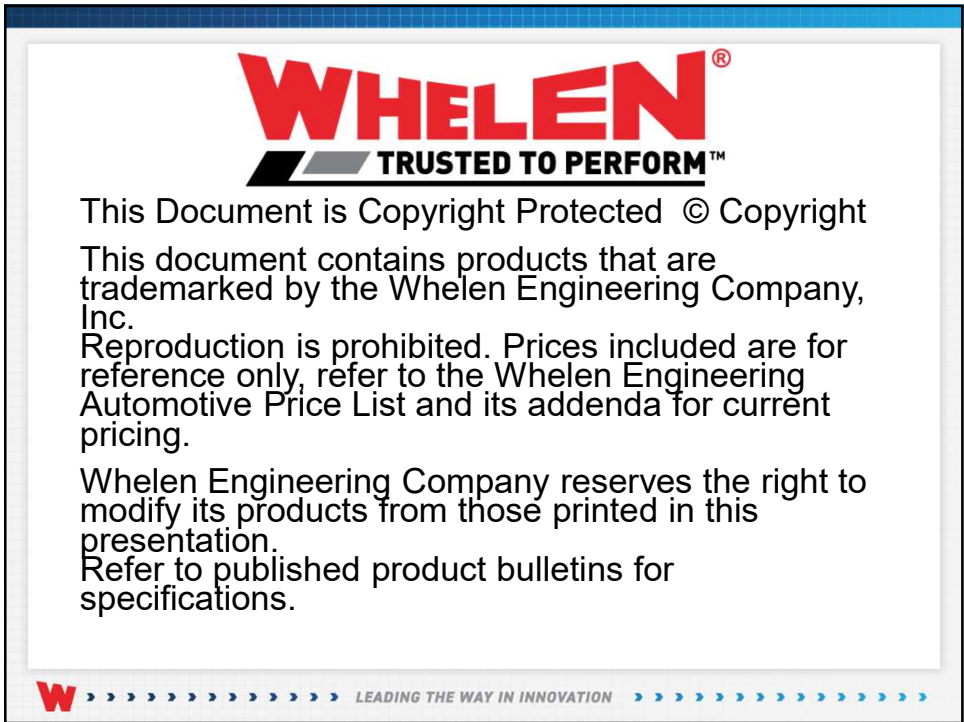 WHELEN®
TRUSTED TO PERFORM™
This Document is Copyright Protected © Copyright
This document contains products that are
trademarked by the Whelen Engineering Company,
Inc.
Reproduction is prohibited. Prices included are for
reference only, refer to the Whelen Engineering
Automotive Price List and its addenda for current
pricing.
Whelen Engineering Company reserves the right to
modify its products from those printed in this
presentation.
Refer to published product bulletins for
specifications.
W LEADING THE WAY IN INNOVATION